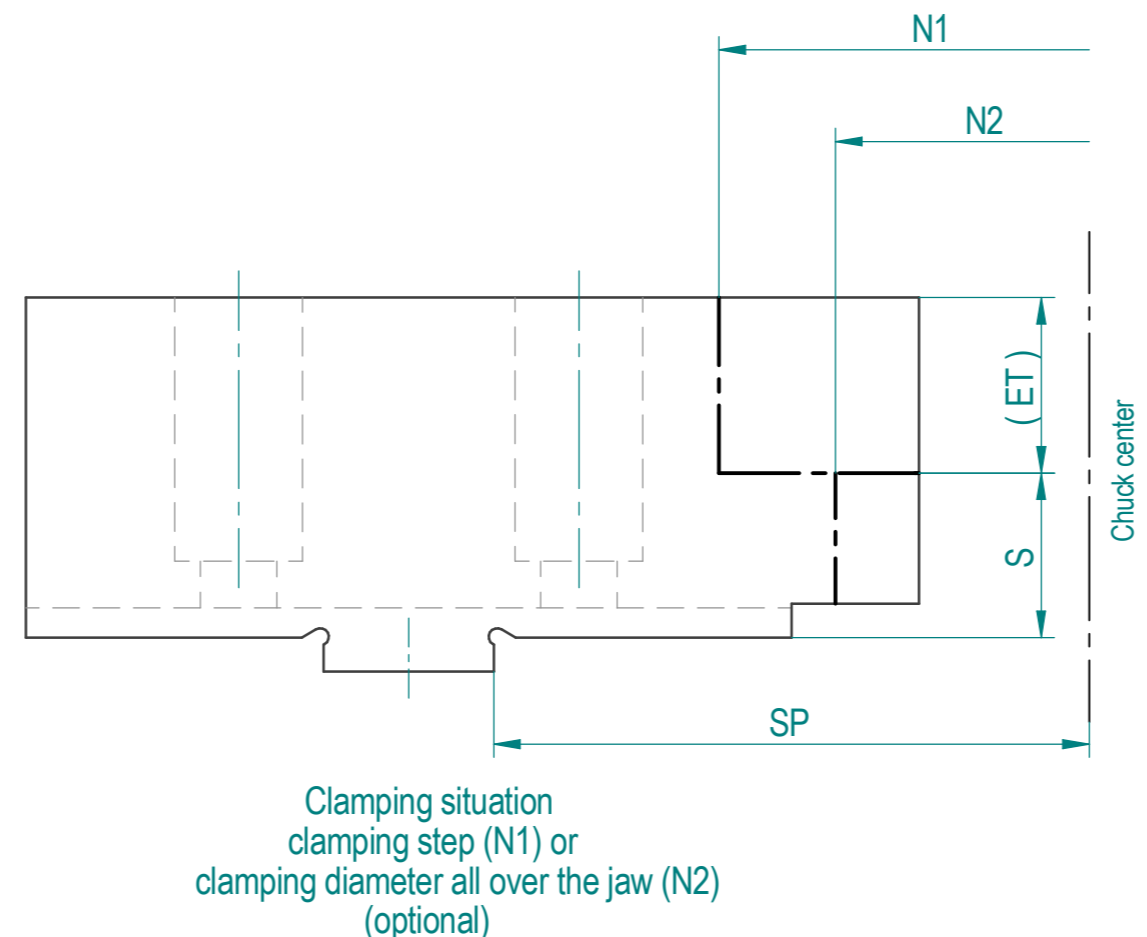 N1
N2
( ET )
Chuck center
S
SP
Clamping situation
clamping step (N1) or
clamping diameter all over the jaw (N2)
(optional)